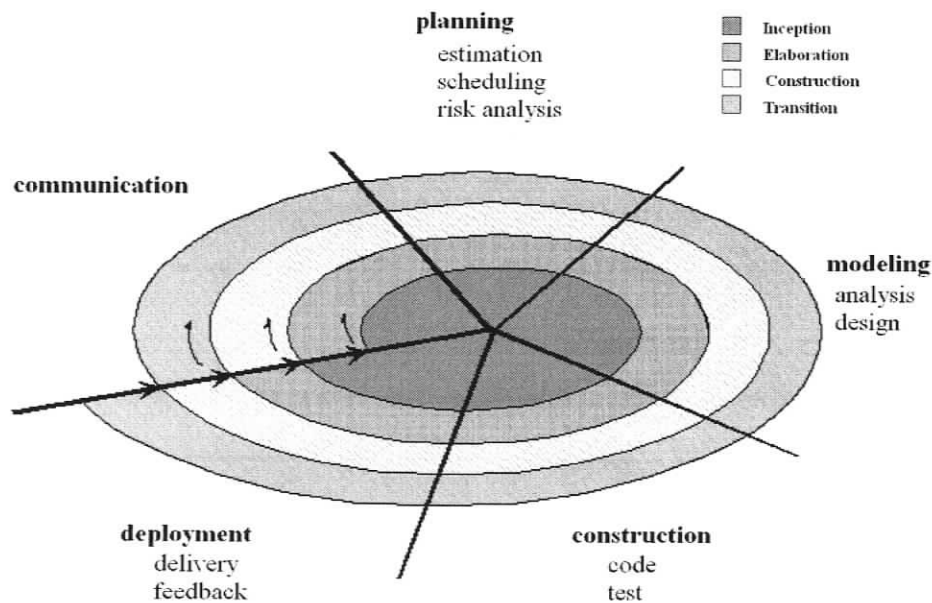 planning
estimation
scheduling
risk analysis
Inception
Elaboration
Construction
Transition
communication
modeling
analysis
design
deployment
delivery
feedback
construction
code
test